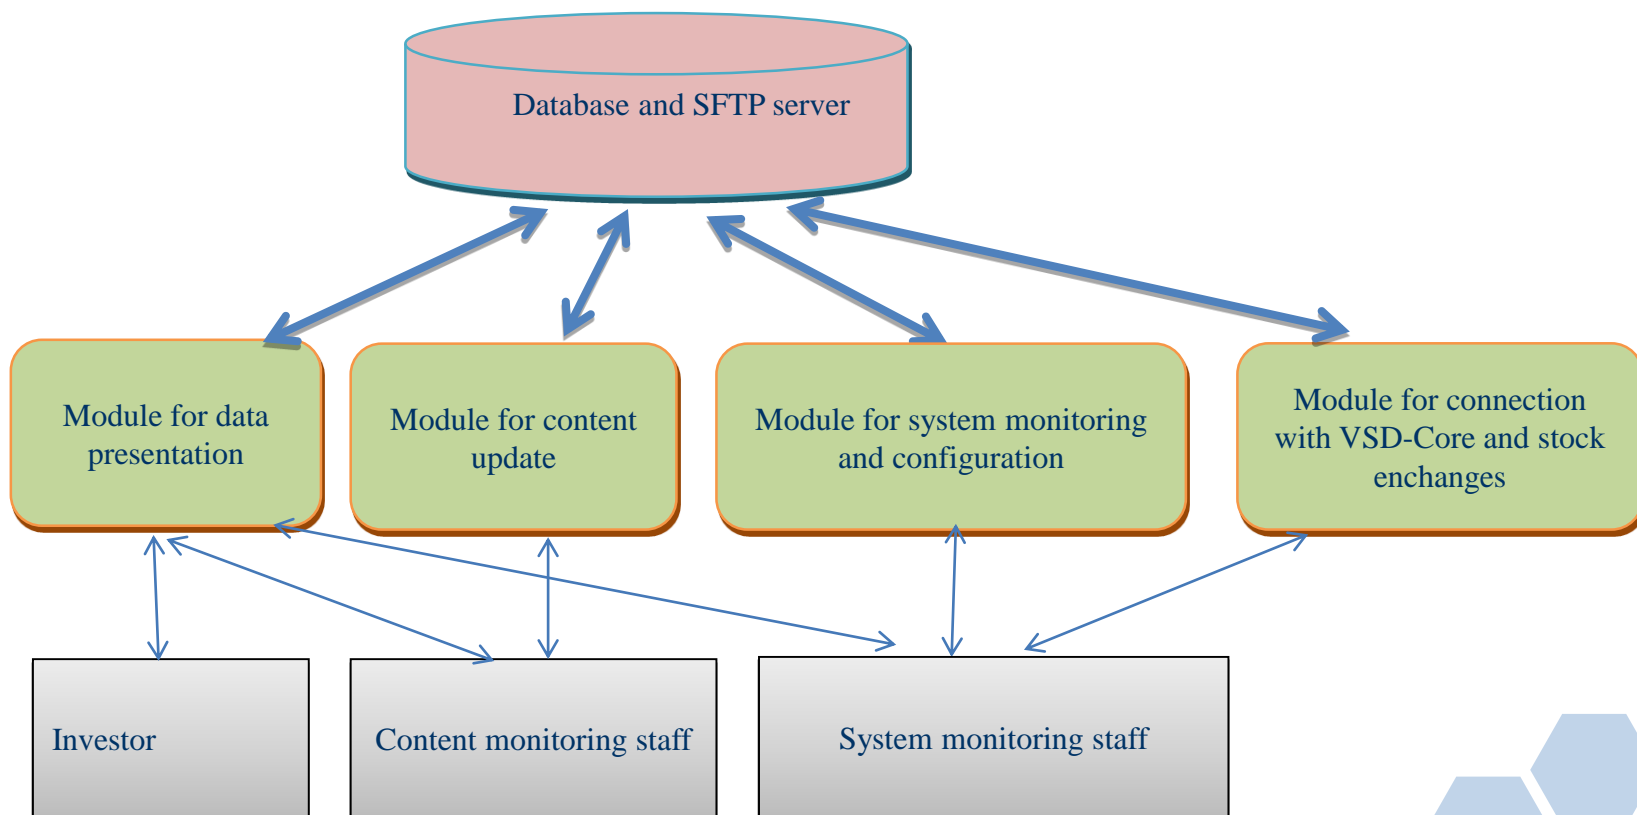 Database and SFTP server
Module for data
presentation
Module for content
update
Module for system monitoring
and configuration
Module for connection
with VSD-Core and stock
enchanges
Investor
Content monitoring staff
System monitoring staff